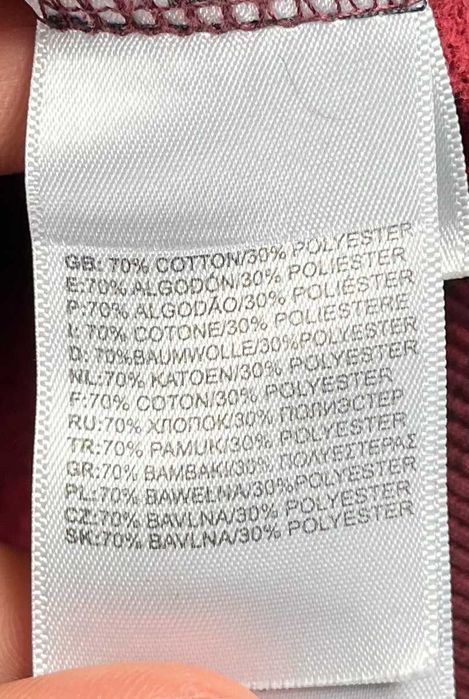 GB: 70% COTTON/30% POLYESTER
E:70% ALGODÓN/30% POLIÉSTER
P:70% ALGODÃO/30% POLIÉSTER
I: 70% COTONE/30% POLIESTERE
D: 70%BAUMWOLLE/30%POLYESTER
NL:70% KATOEN/30% POLYESTER
F:70% COTON/30% POLYESTER
RU:70% ХЛОПОК/30% ПОЛИЭСТЕР
TR:70% PAMUK/30% POLYESTER
GR:70% ΒΑΜΒΑΚΙ/30% ΠΟΛΥΕΣΤΕΡΑΣ
PL:70% BAWEŁNA/30%POLYESTER
CZ:70% BAVLNA/30% POLYESTER
SK:70% BAVLNA/30% POLYESTER